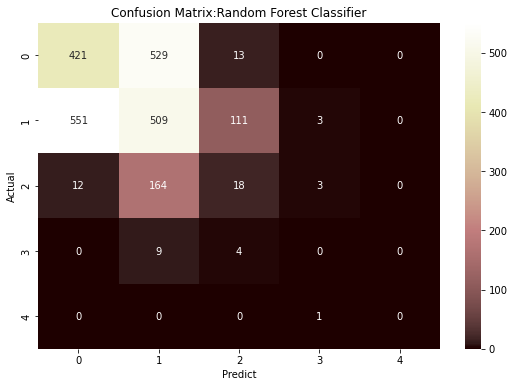 Confusion Matrix:Random Forest Classifier
Actual
0 421 529 13 0 0
1 551 509 111 3 0
2 12 164 18 3 0
3 0 9 4 0 0
4 0 0 0 1 0
0 1 2 3 4
Predict
500
400
300
200
100
0